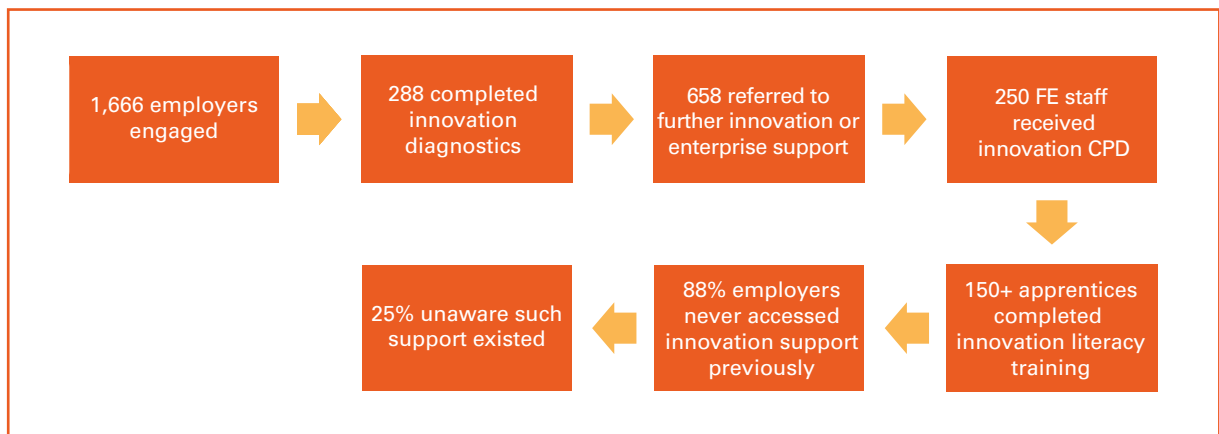 1,666 employers
engaged
288 completed
innovation
diagnostics
658 referred to
further innovation or
enterprise support
250 FE staff
received
innovation CPD
150+ apprentices
completed
innovation literacy
training
88% employers
never accessed
innovation support
previously
25% unaware such
support existed